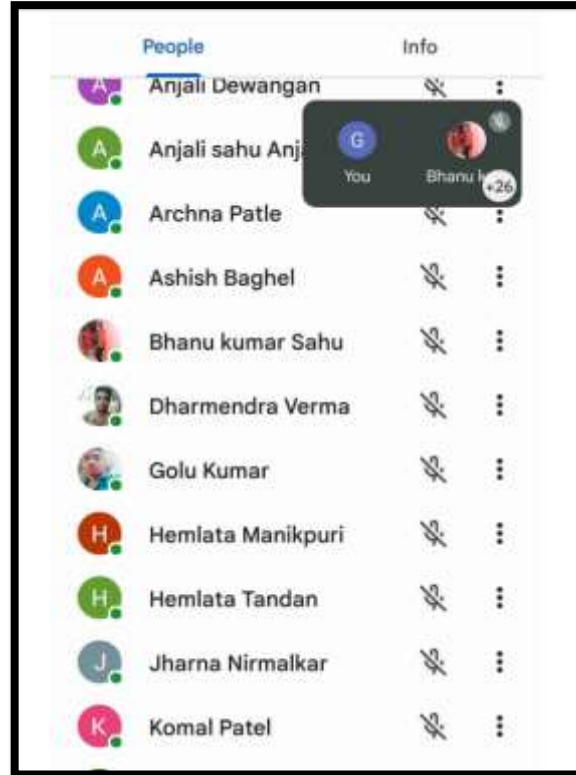 People Info
A Anjali Dewangan
A Anjali sahu
G
You Bhanu
+26
A Archna Patle
A Ashish Baghel
Bhanu kumar Sahu
Dharmendra Verma
Golu Kumar
H Hemlata Manikpuri
H Hemlata Tandan
J Jharna Nirmalkar
K Komal Patel